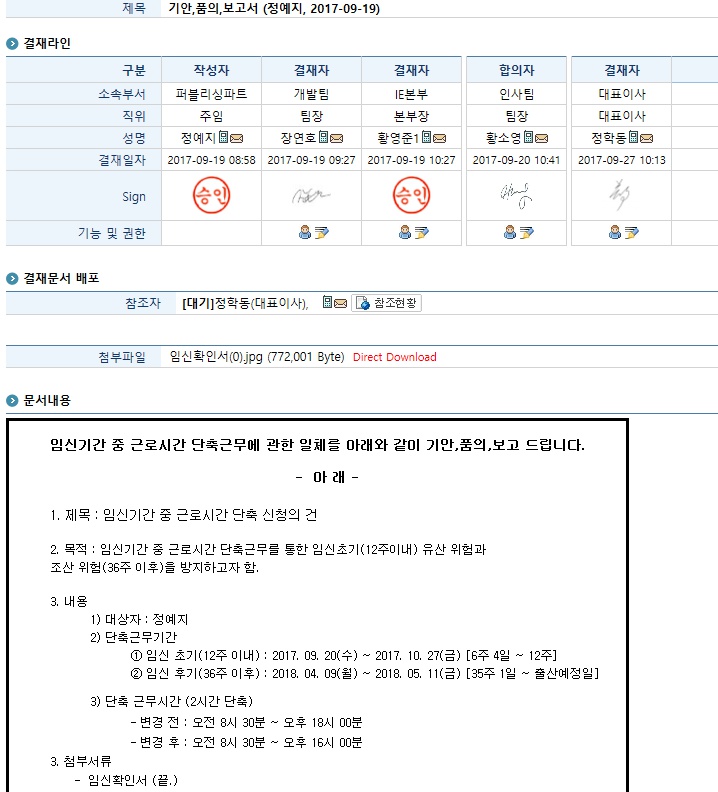 제목 기안,품의,보고서 (정예지, 2017-09-19)
결재라인
구분 작성자 결재자 결재자 합의자 결재자
소속부서 퍼블리싱파트 개발팀 IE본부 인사팀 대표이사
직위 주임 팀장 본부장 팀장 대표이사
성명 정예지 장연호 황영준1 황소영 정학동
결재일자 2017-09-19 08:58 2017-09-19 09:27 2017-09-19 10:27 2017-09-20 10:41 2017-09-27 10:13
Sign 승인 승인
기능 및 권한
결재문서 배포
참조자 [대기]정학동(대표이사), 참조현황
첨부파일 임신확인서(0).jpg (772,001 Byte) Direct Download
문서내용
임신기간 중 근로시간 단축근무에 관한 일체를 아래와 같이 기안,품의,보고 드립니다.
- 아 래 -
1. 제목 : 임신기간 중 근로시간 단축 신청의 건
2. 목적 : 임신기간 중 근로시간 단축근무를 통한 임신초기(12주이내) 유산 위험과
조산 위험(36주 이후)을 방지하고자 함.
3. 내용
1) 대상자 : 정예지
2) 단축근무기간
① 임신 초기(12주 이내) : 2017. 09. 20(수) ~ 2017. 10. 27(금) [6주 4일 ~ 12주]
② 임신 후기(36주 이후) : 2018. 04. 09(월) ~ 2018. 05. 11(금) [35주 1일 ~ 출산예정일]
3) 단축 근무시간 (2시간 단축)
- 변경 전 : 오전 8시 30분 ~ 오후 18시 00분
- 변경 후 : 오전 8시 30분 ~ 오후 16시 00분
3. 첨부서류
- 임신확인서 (끝.)